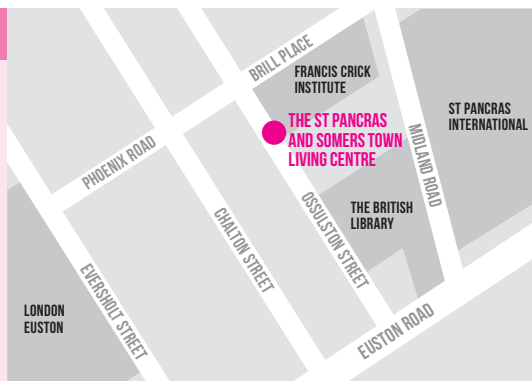 BRILL PLACE
FRANCIS CRICK
INSTITUTE
ST PANCRAS
INTERNATIONAL
THE ST PANCRAS
AND SOMERS TOWN
LIVING CENTRE
MIDLAND ROAD
PHOENIX ROAD
OSSULSTON STREET
THE BRITISH
LIBRARY
CHALTON STREET
EVERSHOLT STREET
LONDON
EUSTON
EUSTON ROAD